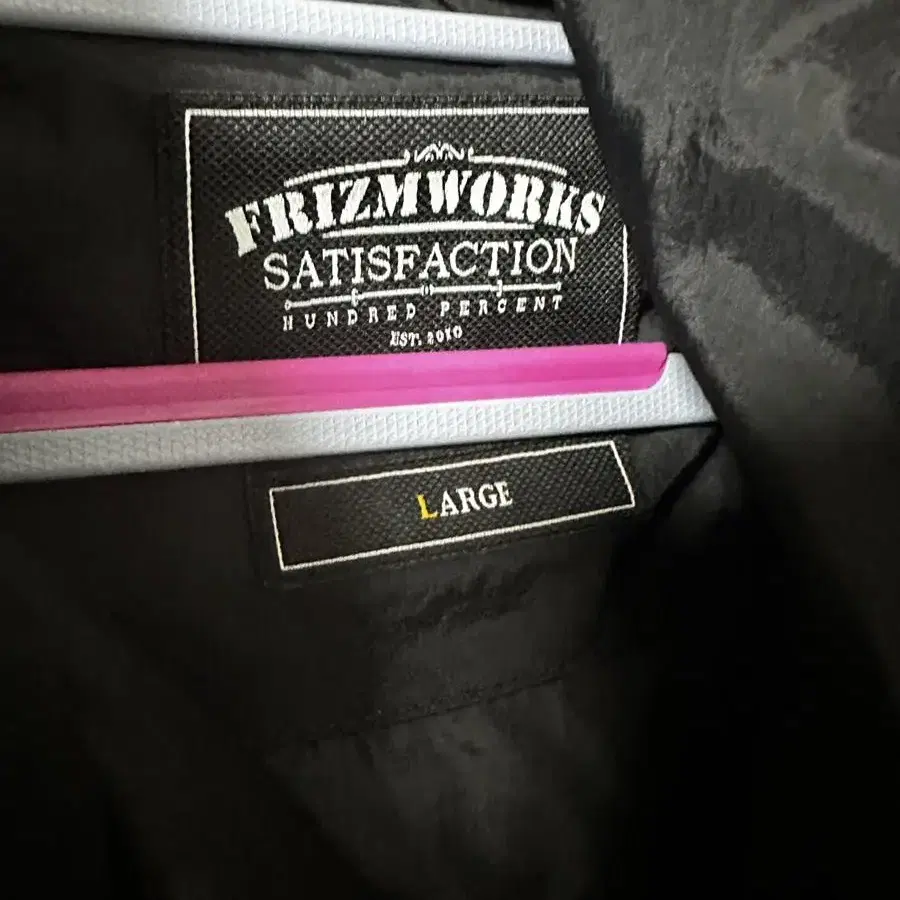 FRIZMWORKS
SATISFACTION
HUNDRED PERCENT
EST. 2010
LARGE